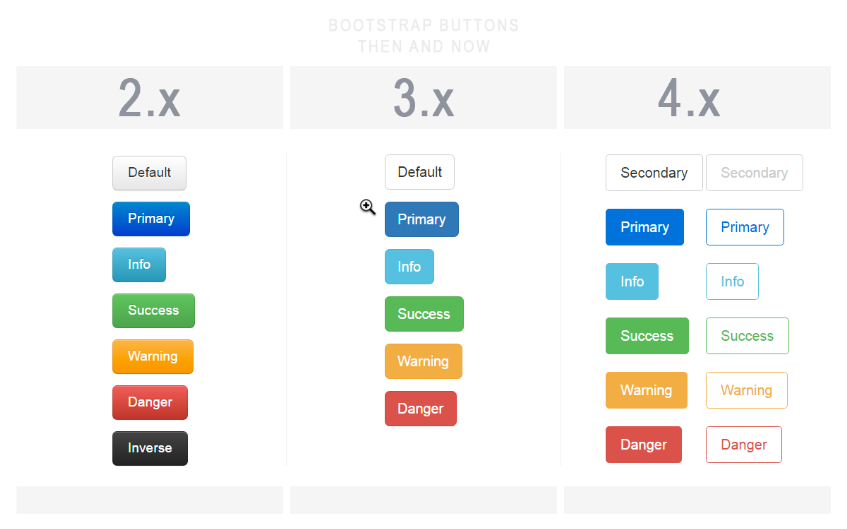 BOOTSTRAP BUTTONS
THEN AND NOW
2.x
3.x
4.x
Default
Primary
Info
Success
Warning
Danger
Inverse
Default
Primary
Info
Success
Warning
Danger
Secondary Secondary
Primary Primary
Info Info
Success Success
Warning Warning
Danger Danger